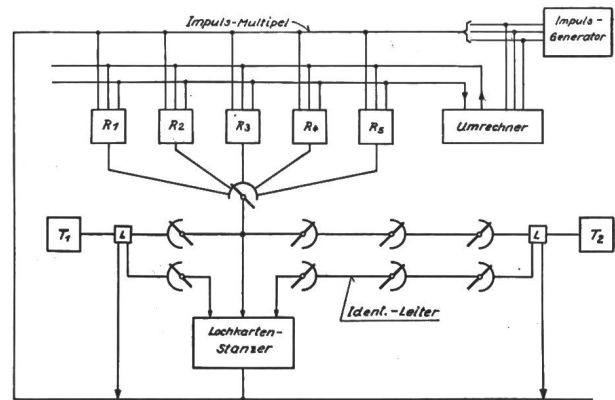 Impuls-Multipel
Impuls-
Generator
R1
R2
R3
R4
R5
Umrechner
T1
L
L
T2
Ident.-Leiter
Lochkarten-
Stanzer